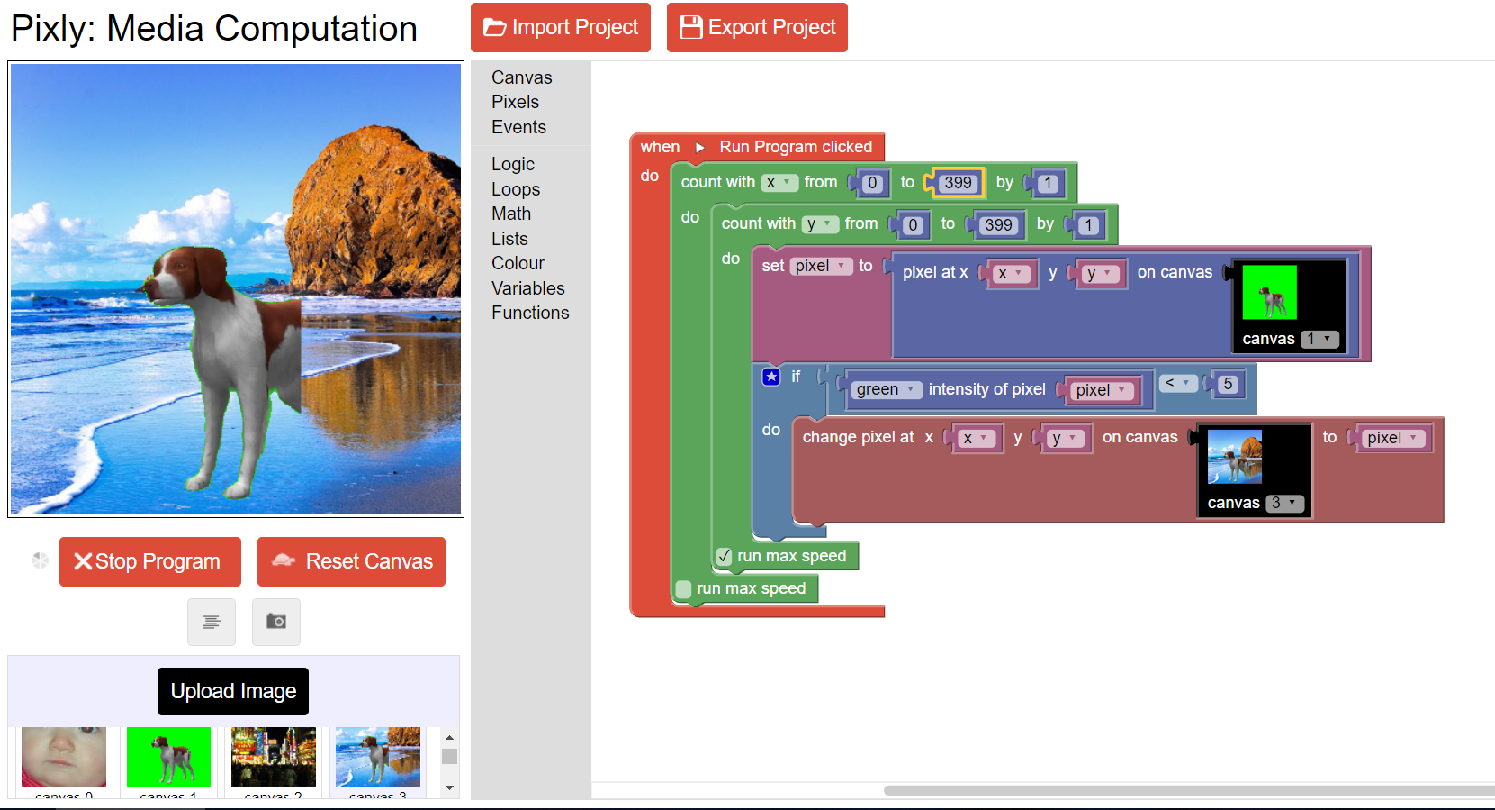 Pixly: Media Computation
Import Project
Export Project
Canvas
Pixels
Events
Logic
Loops
Math
Lists
Colour
Variables
Functions
when Run Program clicked
do count with x from 0 to 399 by 1
do count with y from 0 to 399 by 1
do set pixel to pixel at x x y y on canvas
canvas 1
if green intensity of pixel pixel < 5
do change pixel at x x y y on canvas to pixel
canvas 3
run max speed
run max speed
Stop Program
Reset Canvas
Upload Image
canvas 0 canvas 1 canvas 2 canvas 3